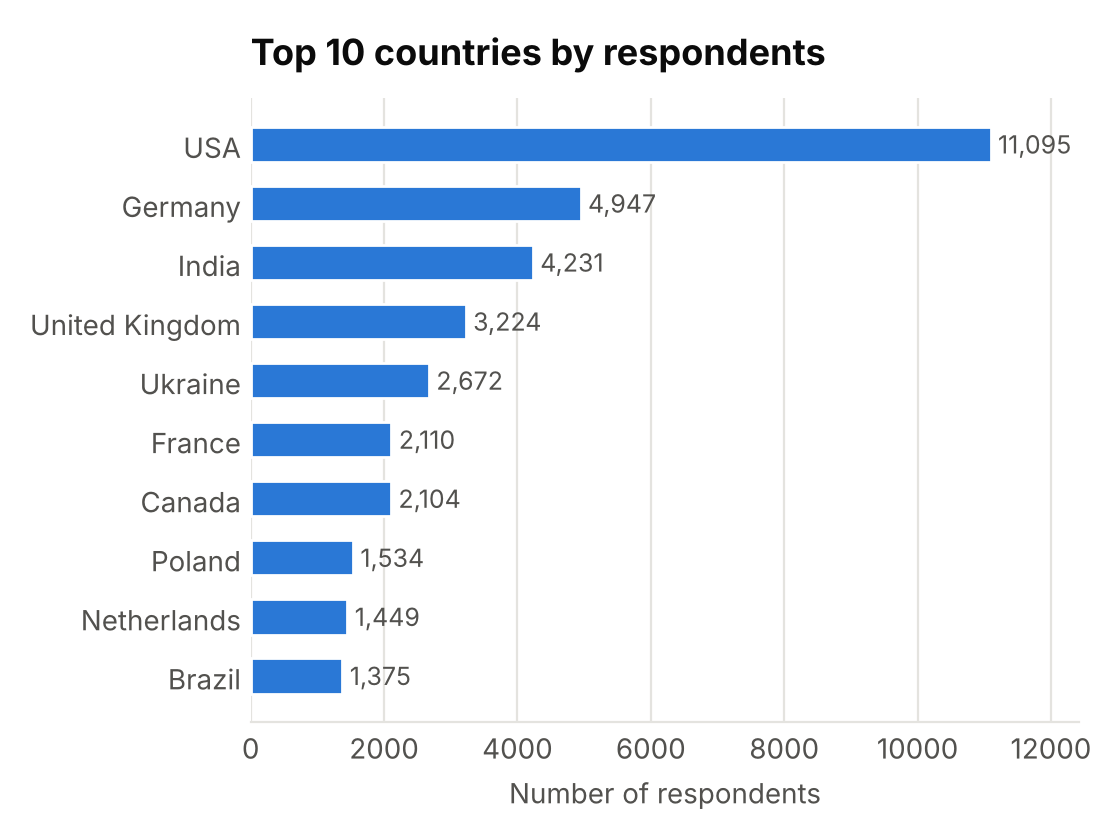 Top 10 countries by respondents
USA 11,095
Germany 4,947
India 4,231
United Kingdom 3,224
Ukraine 2,672
France 2,110
Canada 2,104
Poland 1,534
Netherlands 1,449
Brazil 1,375
0 2000 4000 6000 8000 10000 12000
Number of respondents